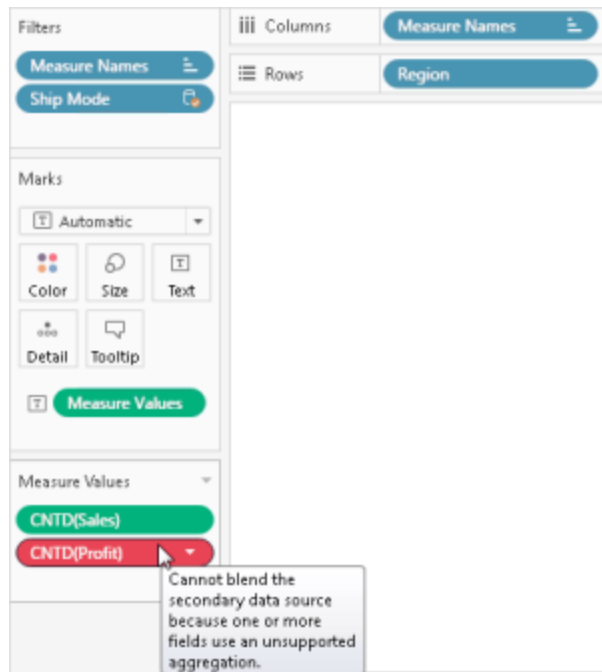 Filters
Measure Names
Ship Mode
Columns
Measure Names
Rows
Region
Marks
Automatic
Color
Size
Text
Detail
Tooltip
Measure Values
Measure Values
CNTD(Sales)
CNTD(Profit)
Cannot blend the
secondary data source
because one or more
fields use an unsupported
aggregation.